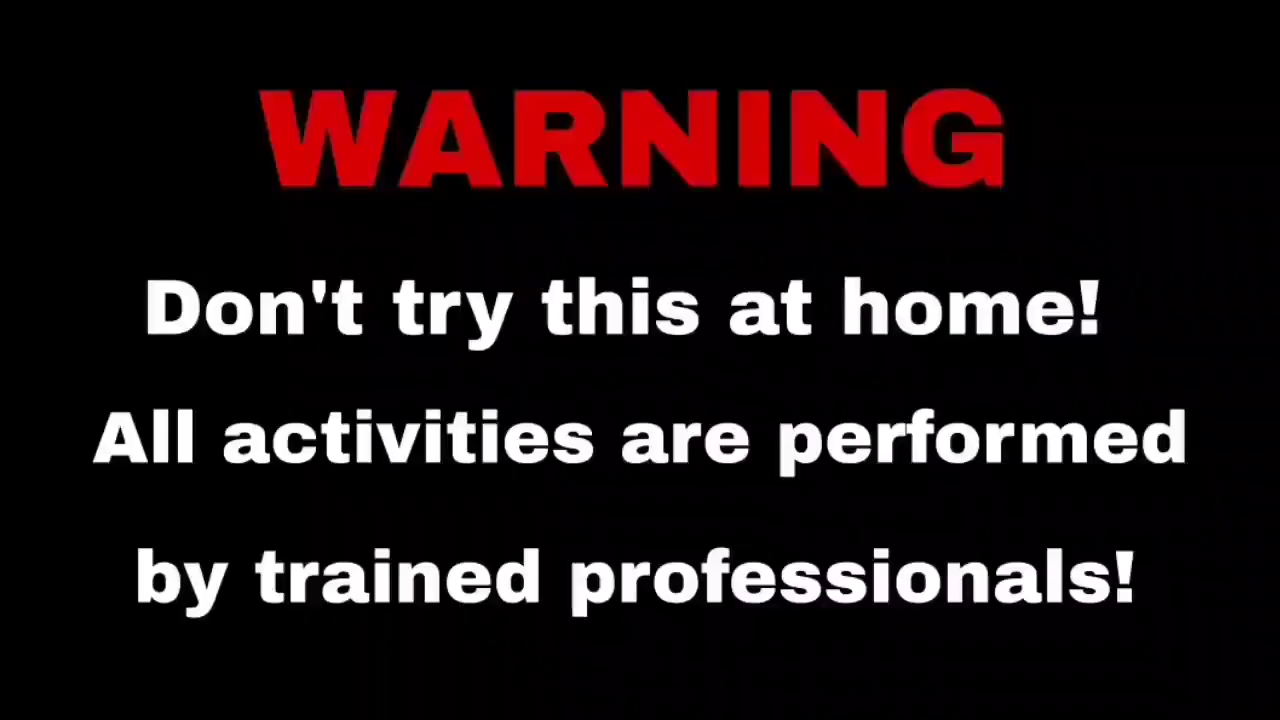 WARNING
Don't try this at home!
All activities are performed
by trained professionals!